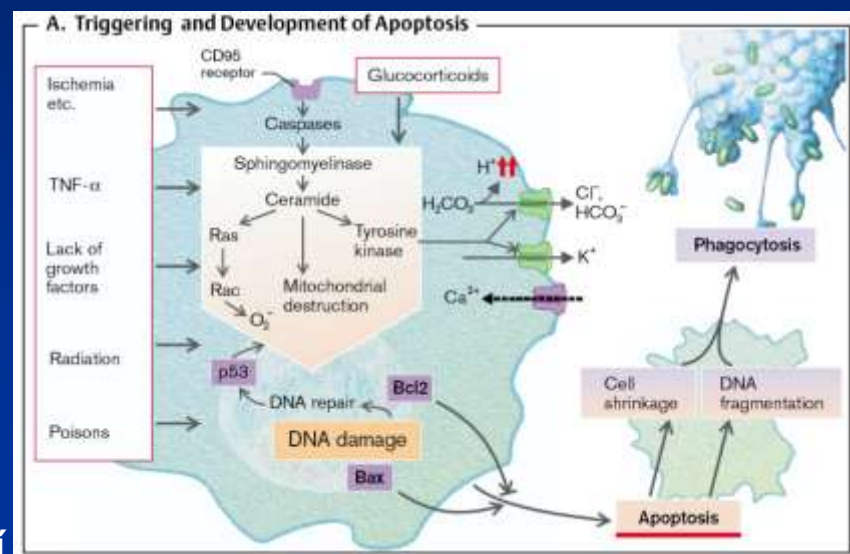 A. Triggering and Development of Apoptosis
CD95
receptor
Glucocorticoids
Ischemia
etc.
TNF-α
Lack of
growth
factors
Radiation
Poisons
Caspases
Sphingomyelinase
Ceramide
Ras
Rac
O₂⁻
Mitochondrial
destruction
Tyrosine
kinase
H⁺
H₂CO₃
Cl⁻,
HCO₃⁻
K⁺
Ca²⁺
p53
DNA repair
Bcl2
DNA damage
Bax
Phagocytosis
Cell
shrinkage
DNA
fragmentation
Apoptosis
í